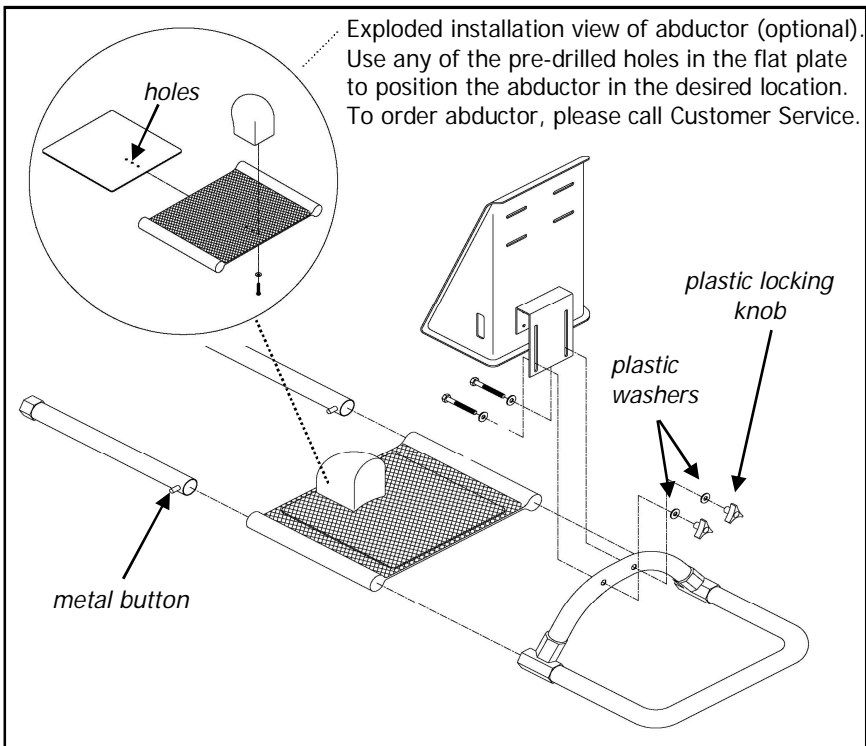 Exploded installation view of abductor (optional).
Use any of the pre-drilled holes in the flat plate
to position the abductor in the desired location.
To order abductor, please call Customer Service.
holes
plastic locking
knob
plastic
washers
metal button